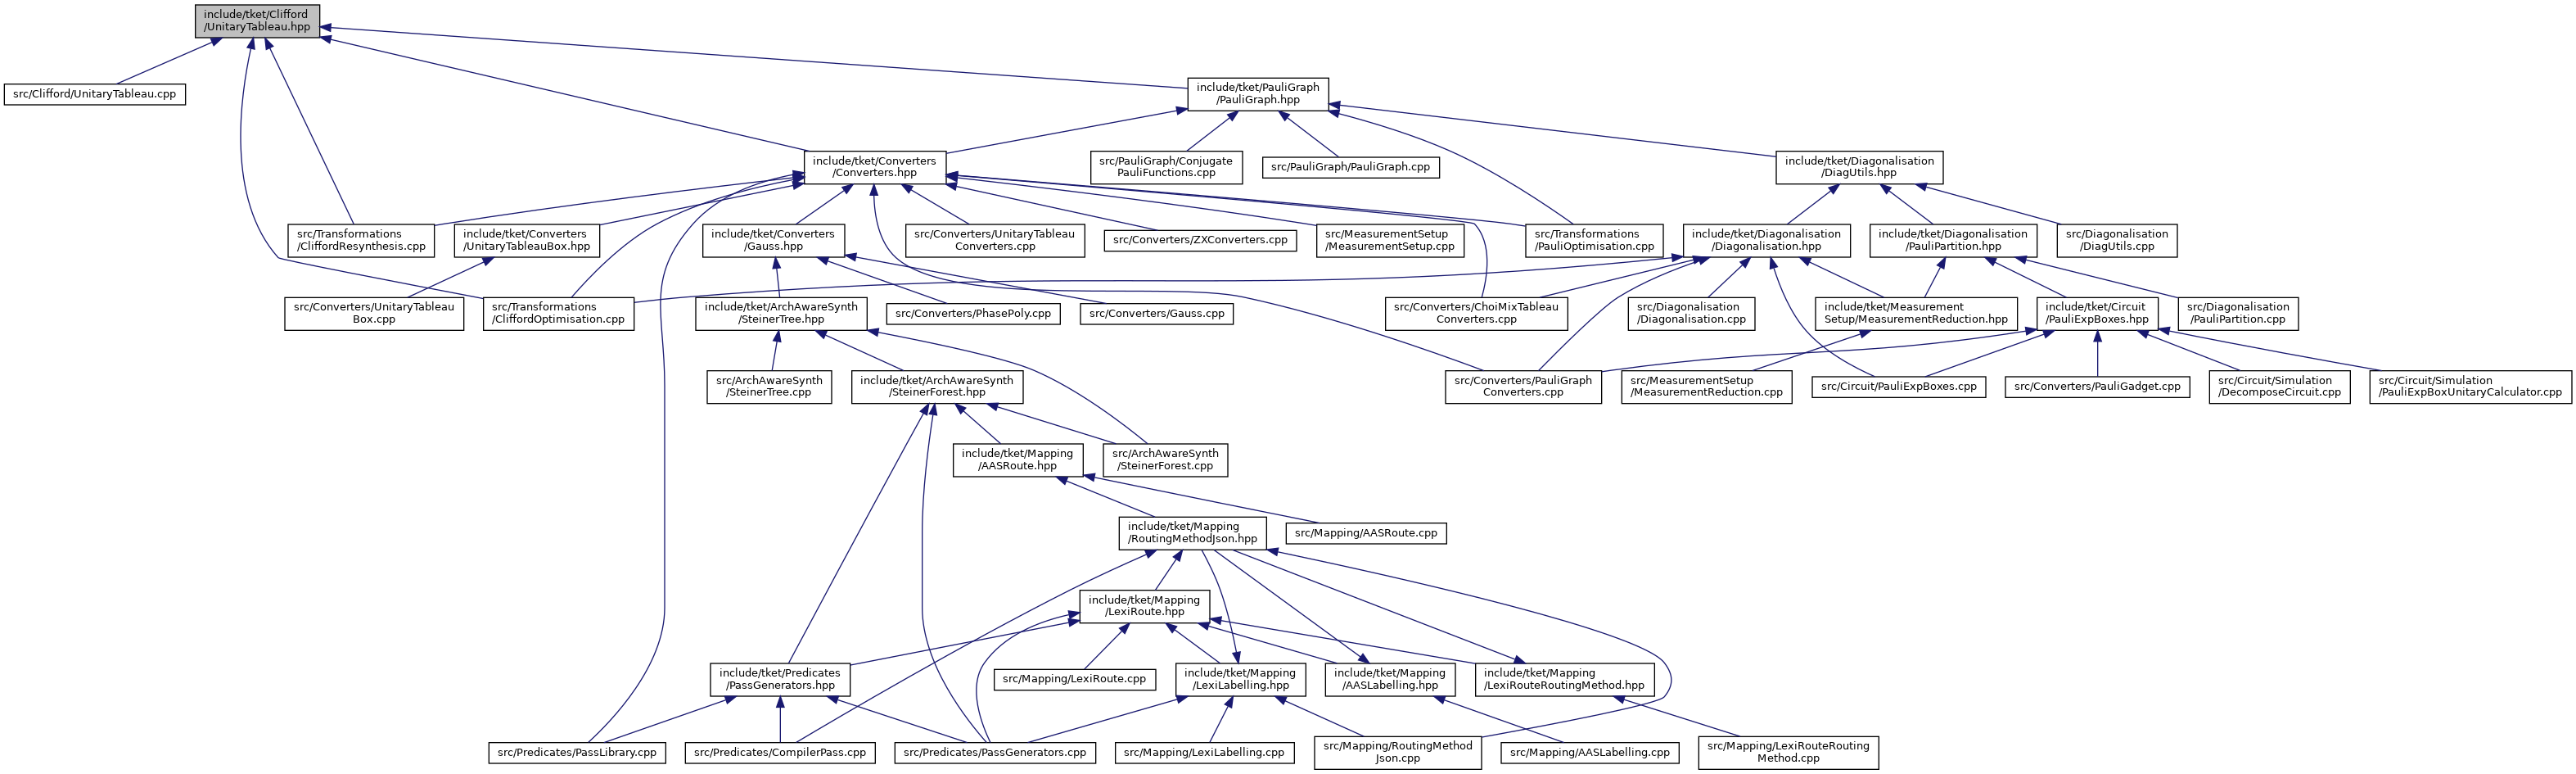 include/tket/Clifford
/UnitaryTableau.hpp
src/Clifford/UnitaryTableau.cpp
include/tket/PauliGraph
/PauliGraph.hpp
include/tket/Converters
/Converters.hpp
src/PauliGraph/Conjugate
PauliFunctions.cpp
src/PauliGraph/PauliGraph.cpp
include/tket/Diagonalisation
/DiagUtils.hpp
src/Transformations
/CliffordResynthesis.cpp
include/tket/Converters
/UnitaryTableauBox.hpp
include/tket/Converters
/Gauss.hpp
src/Converters/UnitaryTableau
Converters.cpp
src/Converters/ZXConverters.cpp
src/MeasurementSetup
/MeasurementSetup.cpp
src/Transformations
/PauliOptimisation.cpp
include/tket/Diagonalisation
/Diagonalisation.hpp
include/tket/Diagonalisation
/PauliPartition.hpp
src/Diagonalisation
/DiagUtils.cpp
src/Converters/UnitaryTableau
Box.cpp
src/Transformations
/CliffordOptimisation.cpp
include/tket/ArchAwareSynth
/SteinerTree.hpp
src/Converters/PhasePoly.cpp
src/Converters/Gauss.cpp
src/Converters/ChoiMixTableau
Converters.cpp
src/Diagonalisation
/Diagonalisation.cpp
include/tket/Measurement
Setup/MeasurementReduction.hpp
include/tket/Circuit
/PauliExpBoxes.hpp
src/Diagonalisation
/PauliPartition.cpp
src/ArchAwareSynth
/SteinerTree.cpp
include/tket/ArchAwareSynth
/SteinerForest.hpp
src/Converters/PauliGraph
Converters.cpp
src/MeasurementSetup
/MeasurementReduction.cpp
src/Circuit/PauliExpBoxes.cpp
src/Converters/PauliGadget.cpp
src/Circuit/Simulation
/DecomposeCircuit.cpp
src/Circuit/Simulation
/PauliExpBoxUnitaryCalculator.cpp
include/tket/Mapping
/AASRoute.hpp
src/ArchAwareSynth
/SteinerForest.cpp
include/tket/Mapping
/RoutingMethodJson.hpp
src/Mapping/AASRoute.cpp
include/tket/Mapping
/LexiRoute.hpp
include/tket/Predicates
/PassGenerators.hpp
src/Mapping/LexiRoute.cpp
include/tket/Mapping
/LexiLabelling.hpp
include/tket/Mapping
/AASLabelling.hpp
include/tket/Mapping
/LexiRouteRoutingMethod.hpp
src/Predicates/PassLibrary.cpp
src/Predicates/CompilerPass.cpp
src/Predicates/PassGenerators.cpp
src/Mapping/LexiLabelling.cpp
src/Mapping/RoutingMethod
Json.cpp
src/Mapping/AASLabelling.cpp
src/Mapping/LexiRouteRouting
Method.cpp